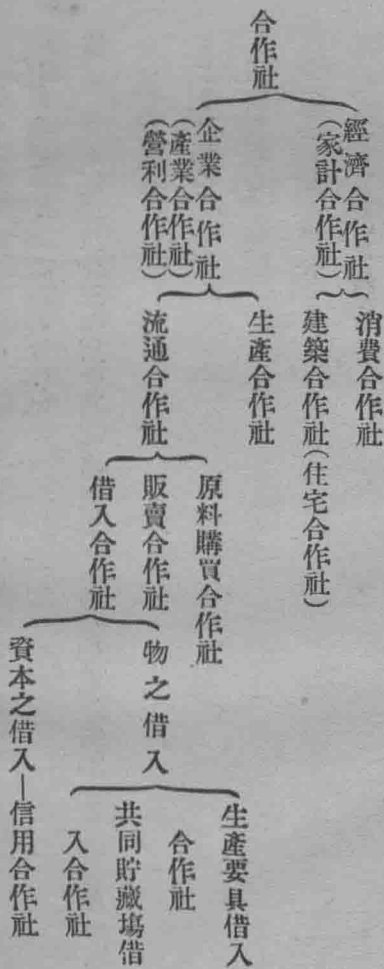 合作社
經濟合作社
(家計合作社)
消費合作社
建築合作社(住宅合作社)
企業合作社
(產業合作社)
(營利合作社)
生產合作社
流通合作社
原料購買合作社
販賣合作社
借入合作社
物之借入
生產要具借入
合作社
共同貯藏場借
入合作社
資本之借入—信用合作社